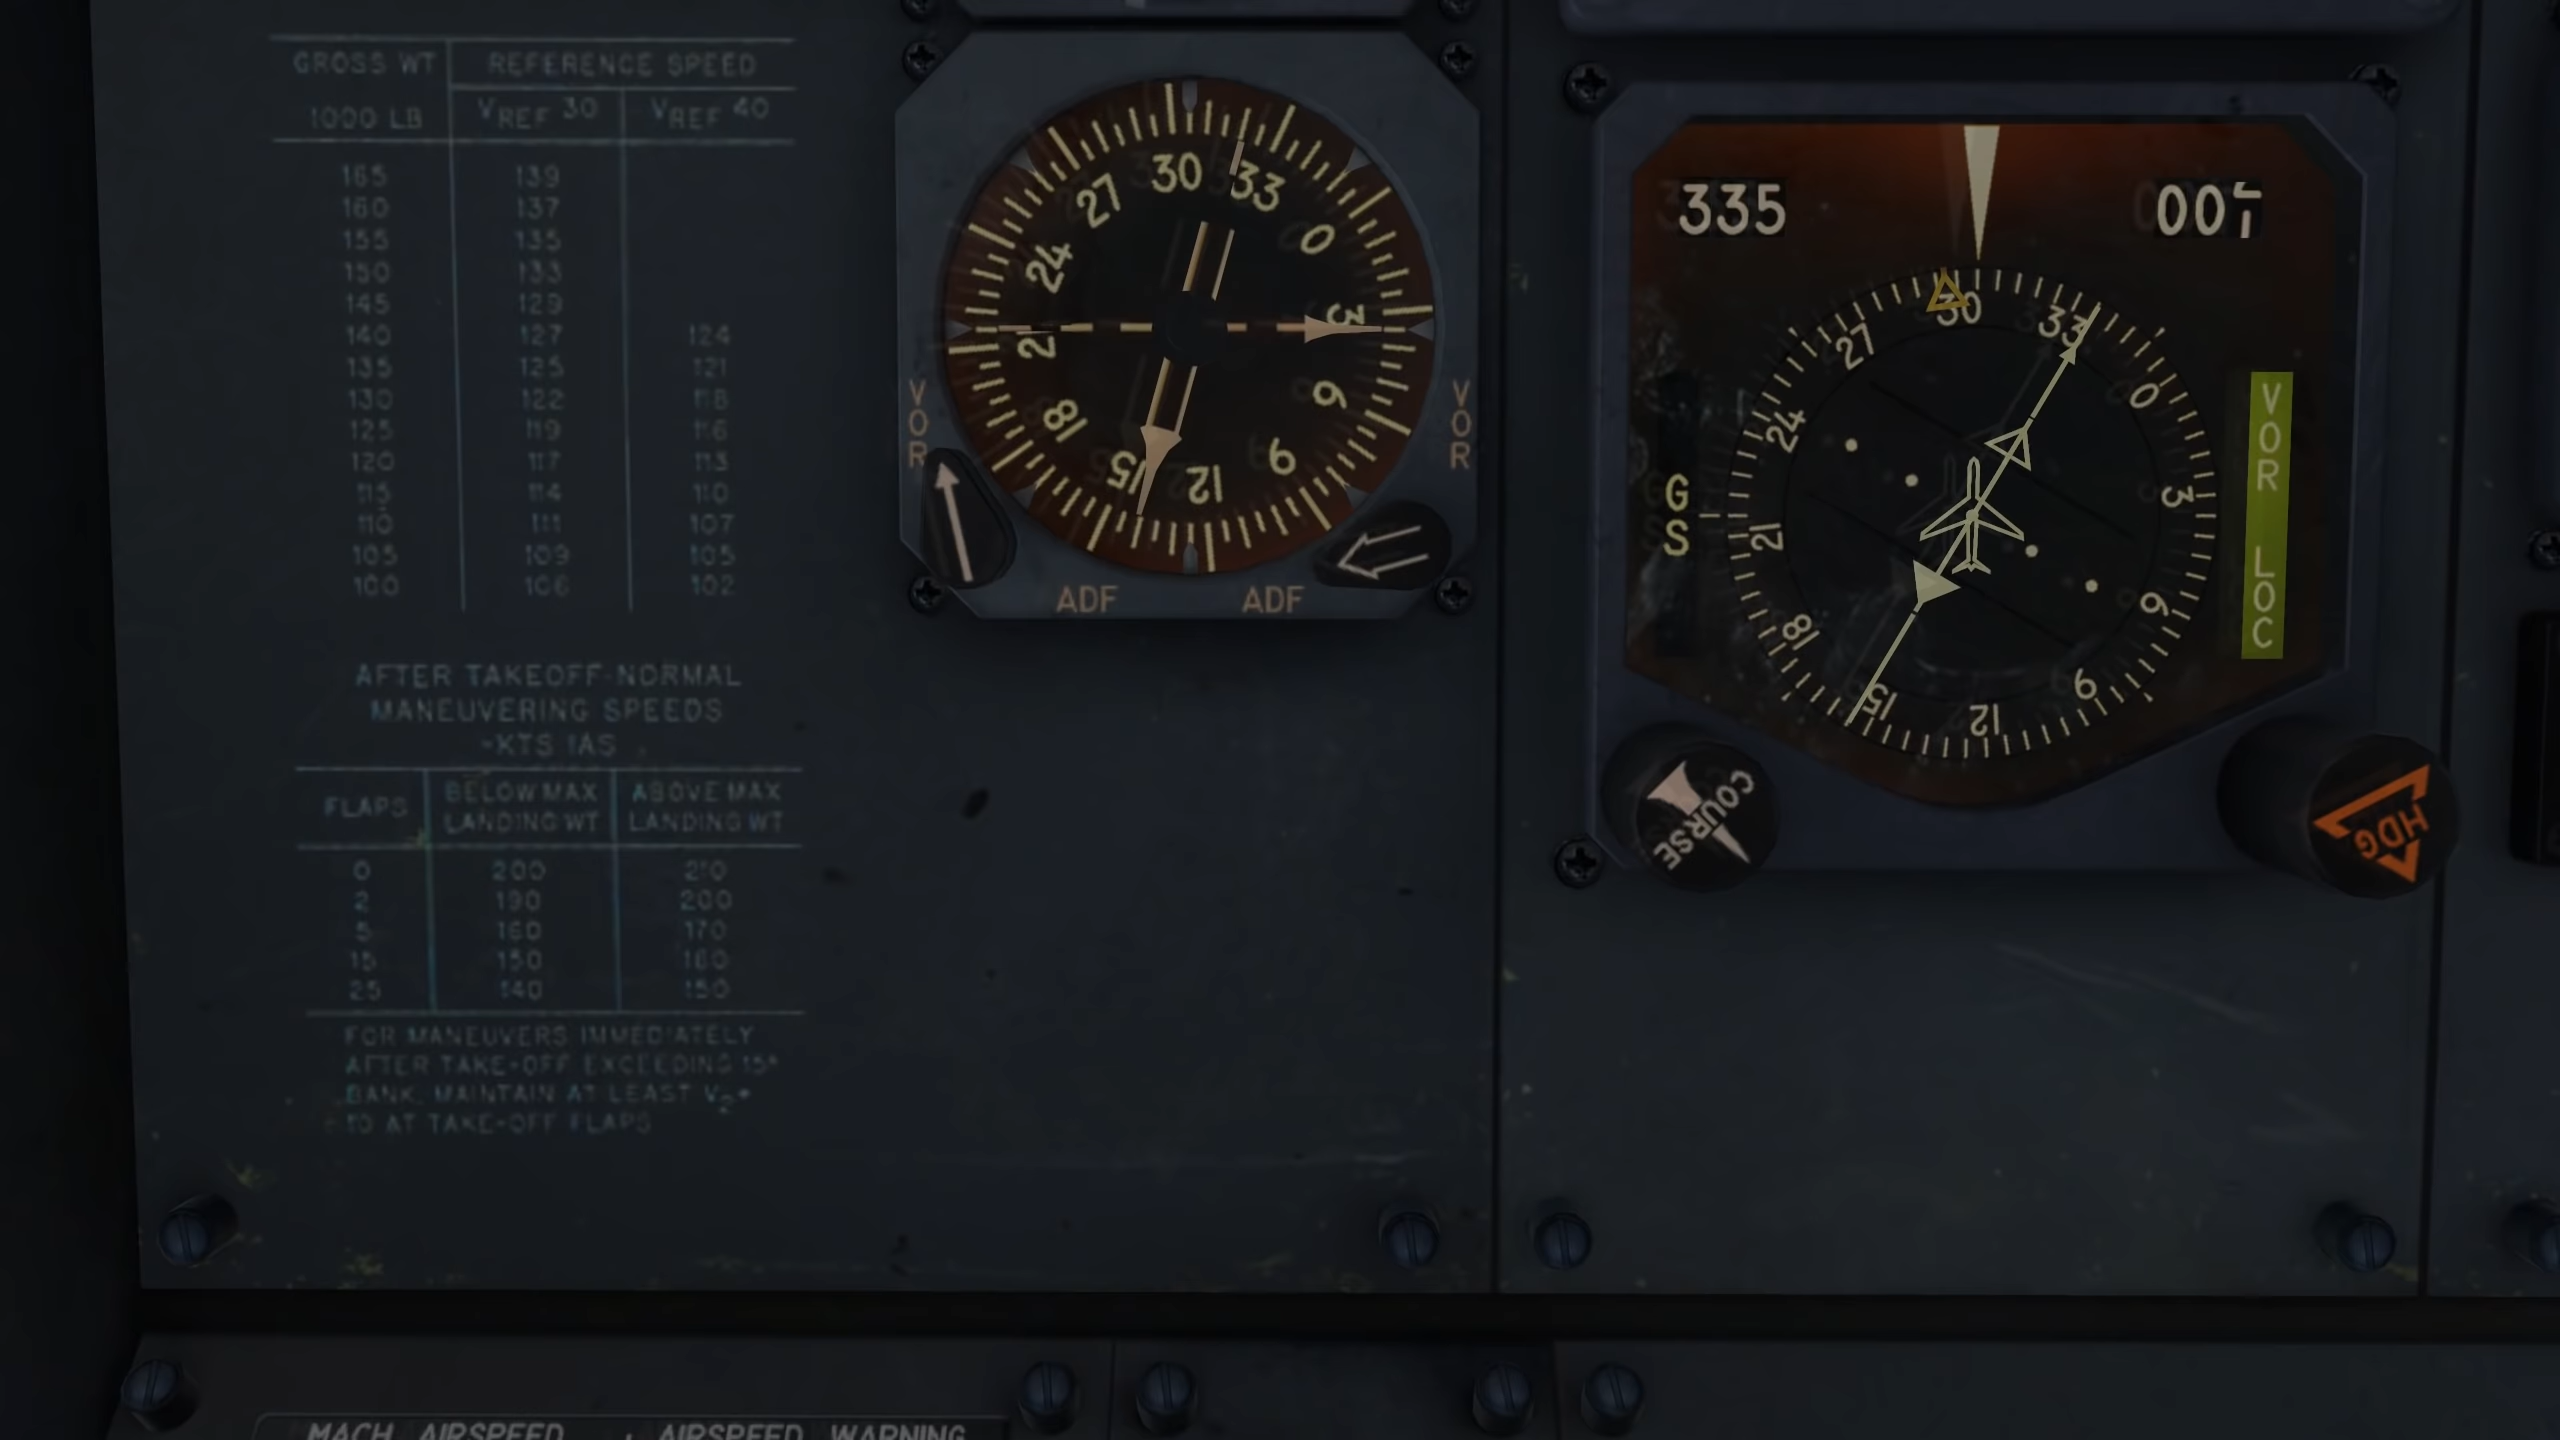 GROSS WT REFERENCE SPEED
1000 LB VREF 30 VREF 40
165 139
160 137
155 135
150 133
145 129
140 127 124
135 125 121
130 122 118
125 119 116
120 117 113
115 114 110
110 111 107
105 109 105
100 106 102
AFTER TAKEOFF-NORMAL
MANEUVERING SPEEDS
-KTS IAS
FLAPS BELOW MAX LANDING WT ABOVE MAX LANDING WT
0 200 210
2 190 200
5 160 170
15 150 160
25 140 150
FOR MANEUVERS IMMEDIATELY
AFTER TAKE-OFF EXCEEDING 15°
BANK, MAINTAIN AT LEAST V2+
10 AT TAKE-OFF FLAPS
30 33 0 3 6 9 12 15 18 21 24 27
VOR
VOR
ADF ADF
335
30 33 0 3 6 9 12 15 18 21 24 27
GS
VOR LOC
COURSE
HDG
MACH AIRSPEED
AIRSPEED WARNING